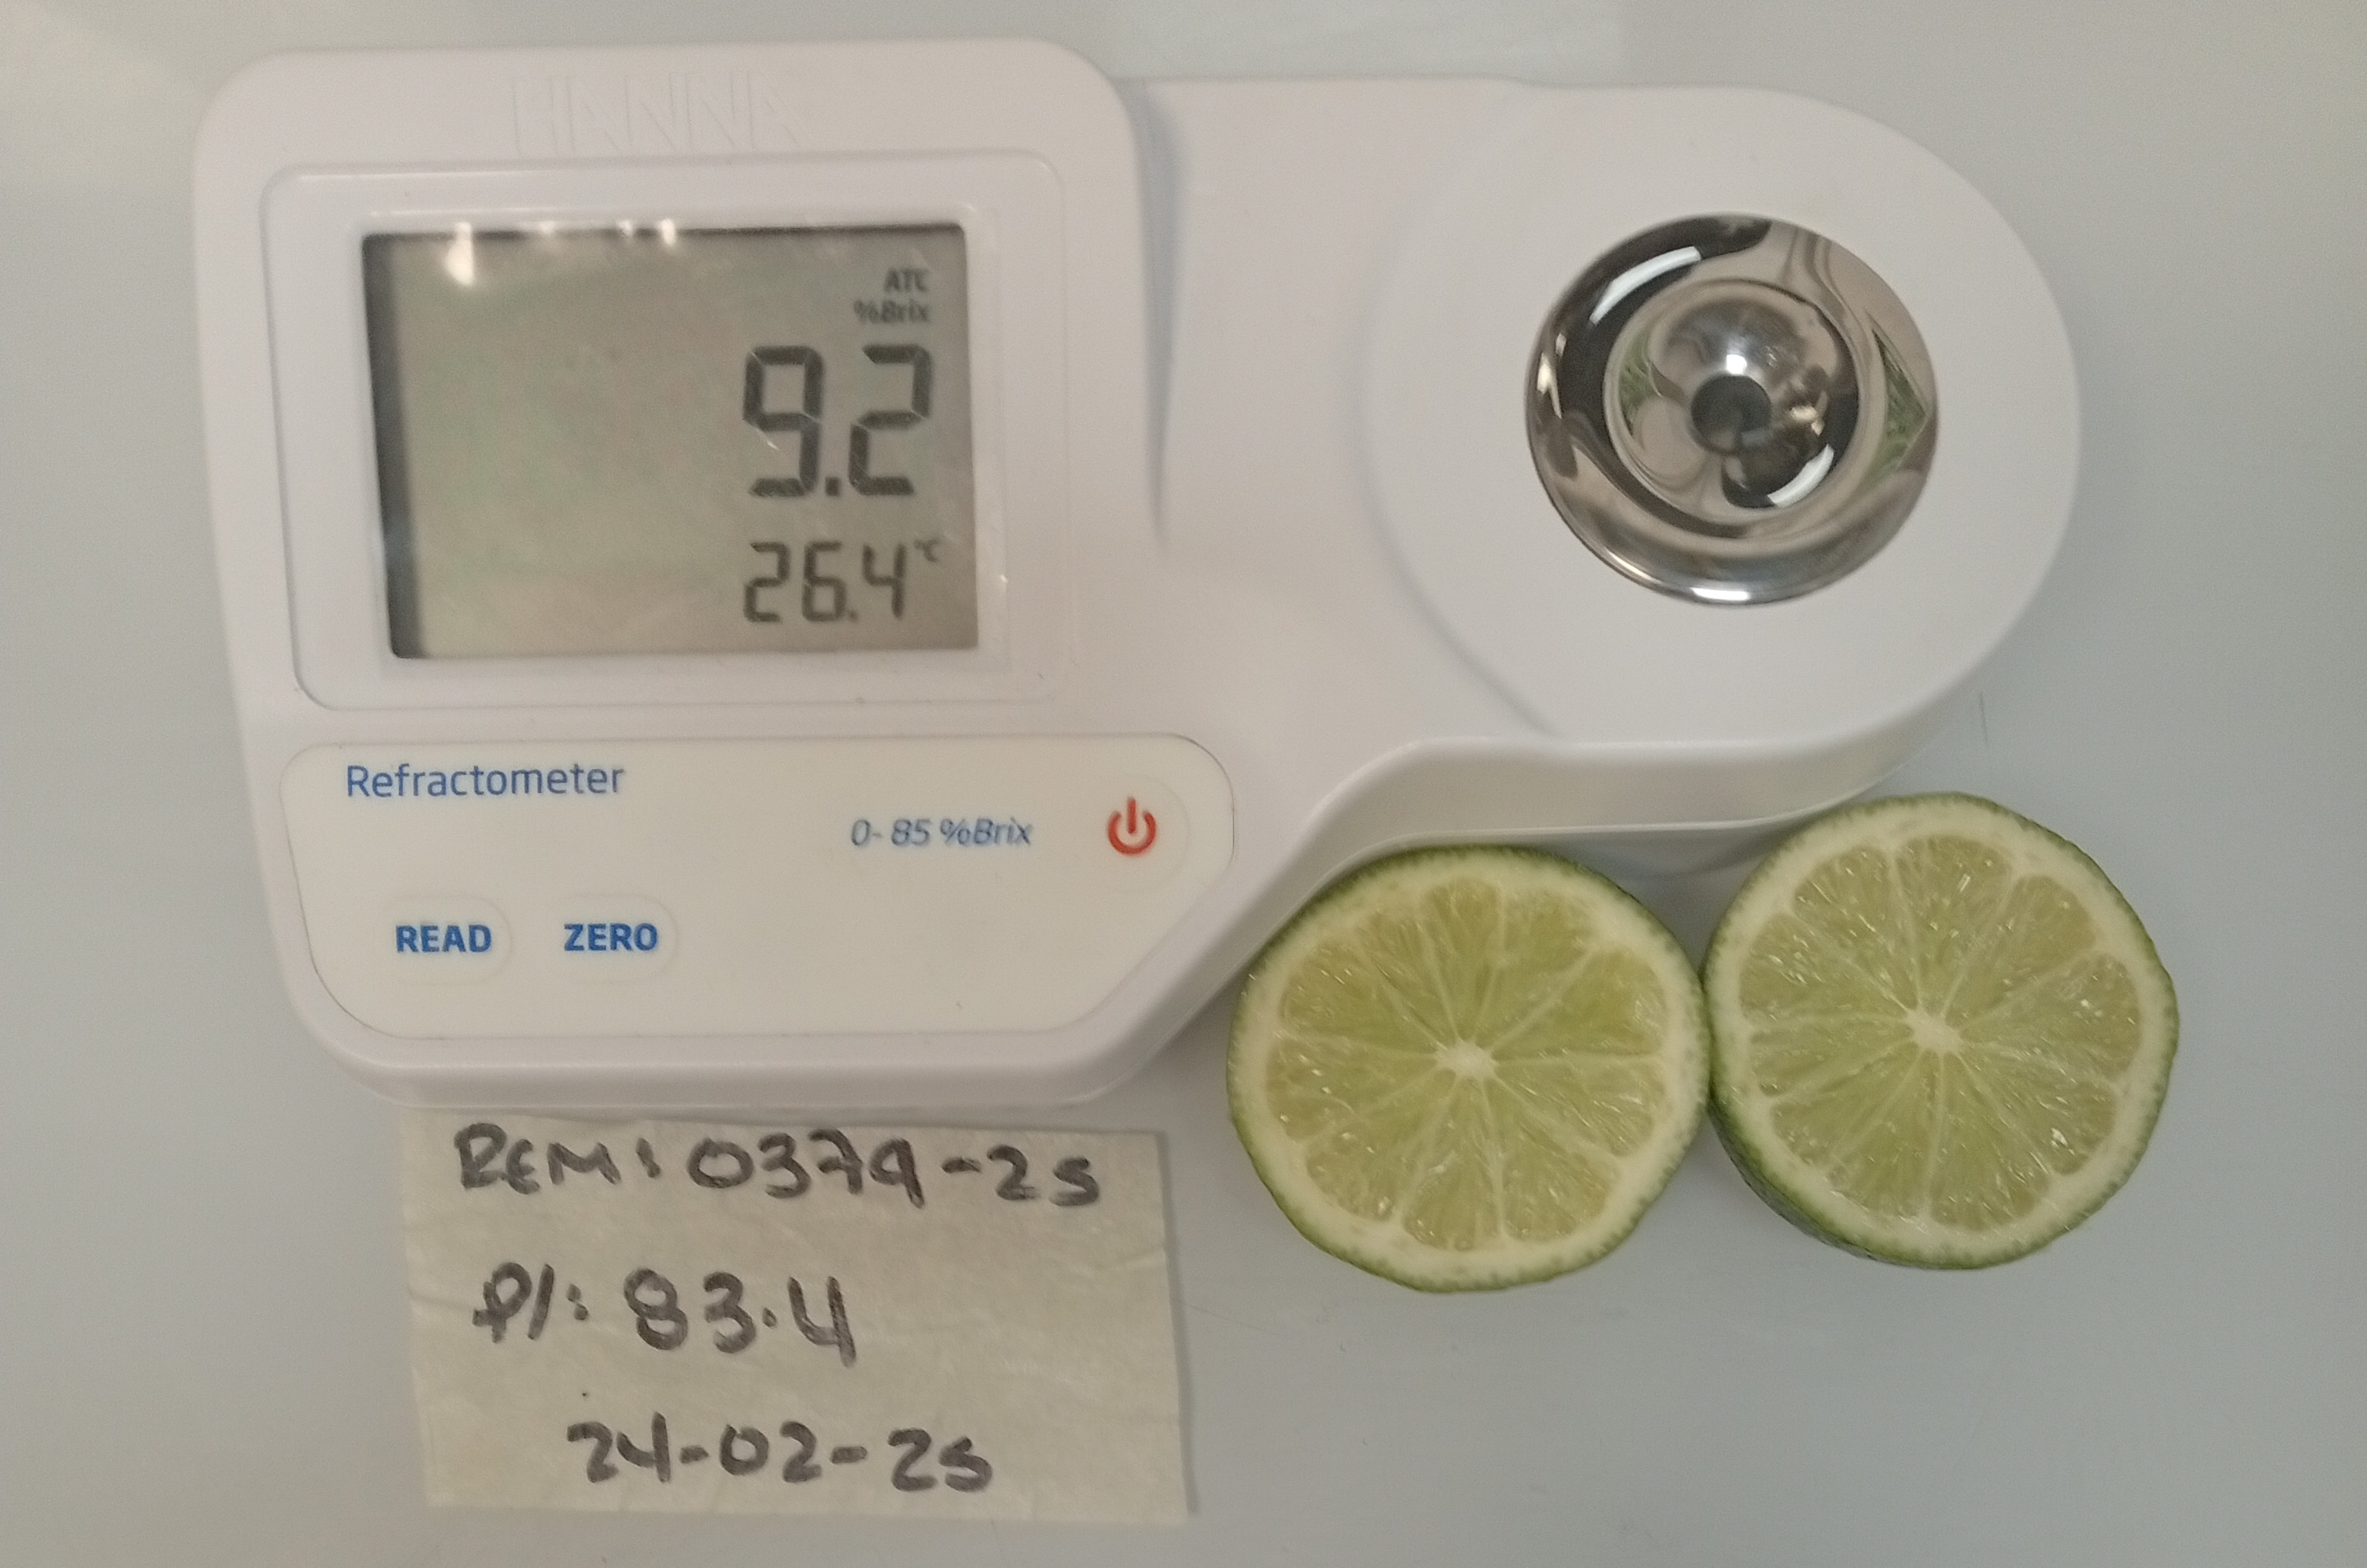 HANNA
ATC
%Brix
9.2
26.4°C
Refractometer
0-85 %Brix
READ ZERO
REM: 0379-25
P/: 83.4
24-02-25